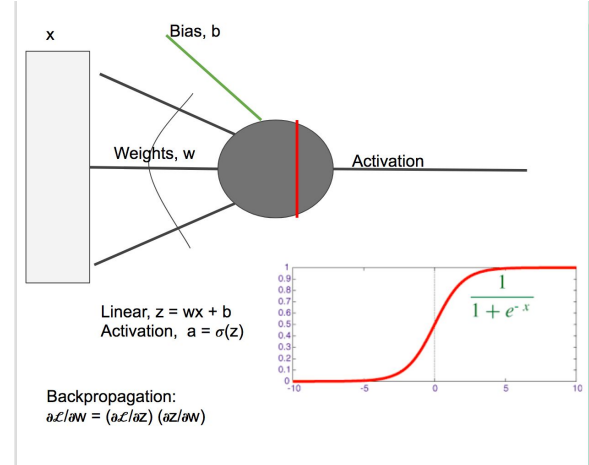 x
Bias, b
Weights, w
Activation
Linear, z = wx + b
Activation, a = σ(z)
1
0.9
0.8
0.7
0.6
0.5
0.4
0.3
0.2
0.1
0
-10
-5
0
5
10
1
1 + e^{-x}
Backpropagation:
∂ℒ/∂w = (∂ℒ/∂z) (∂z/∂w)